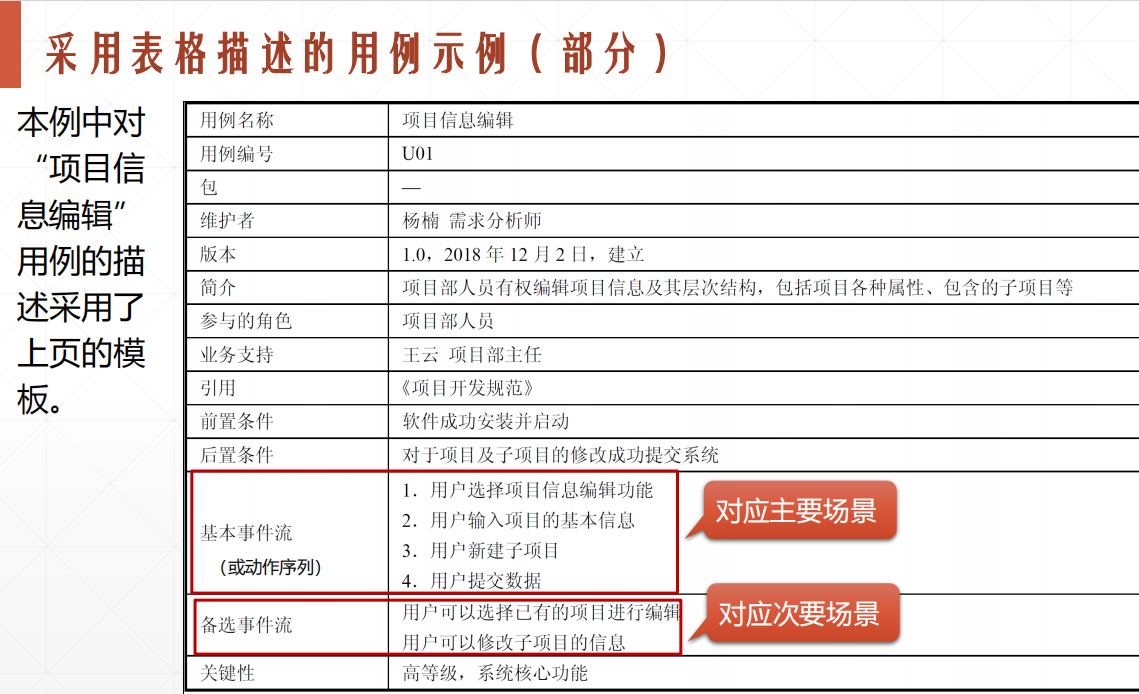 采用表格描述的用例示例（部分）
本例中对
“项目信
息编辑”
用例的描
述采用了
上页的模
板。
用例名称 项目信息编辑
用例编号 U01
包 —
维护者 杨楠 需求分析师
版本 1.0，2018 年 12 月 2 日，建立
简介 项目部人员有权编辑项目信息及其层次结构，包括项目各种属性、包含的子项目等
参与的角色 项目部人员
业务支持 王云 项目部主任
引用 《项目开发规范》
前置条件 软件成功安装并启动
后置条件 对于项目及子项目的修改成功提交系统
基本事件流
（或动作序列）
1．用户选择项目信息编辑功能
2．用户输入项目的基本信息
3．用户新建子项目
4．用户提交数据
对应主要场景
备选事件流
用户可以选择已有的项目进行编辑
用户可以修改子项目的信息
对应次要场景
关键性 高等级，系统核心功能